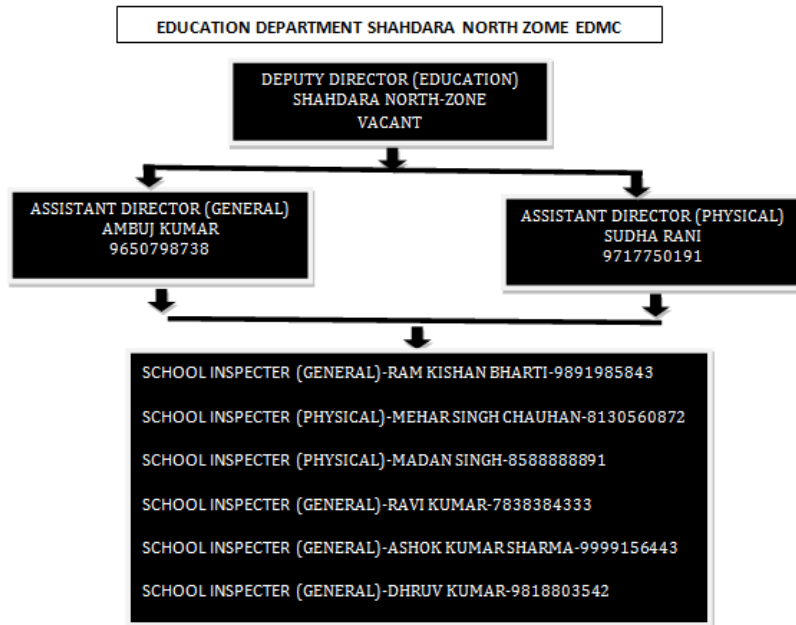 EDUCATION DEPARTMENT SHAHDARA NORTH ZOME EDMC
DEPUTY DIRECTOR (EDUCATION)
SHAHDARA NORTH-ZONE
VACANT
ASSISTANT DIRECTOR (GENERAL)
AMBUJ KUMAR
9650798738
ASSISTANT DIRECTOR (PHYSICAL)
SUDHA RANI
9717750191
SCHOOL INSPECTER (GENERAL)-RAM KISHAN BHARTI-9891985843
SCHOOL INSPECTER (PHYSICAL)-MEHAR SINGH CHAUHAN-8130560872
SCHOOL INSPECTER (PHYSICAL)-MADAN SINGH-8588888891
SCHOOL INSPECTER (GENERAL)-RAVI KUMAR-7838384333
SCHOOL INSPECTER (GENERAL)-ASHOK KUMAR SHARMA-9999156443
SCHOOL INSPECTER (GENERAL)-DHRUV KUMAR-9818803542